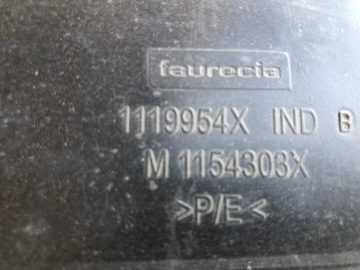 faurecia
1119954X IND B
M 1154303X
>P/E<